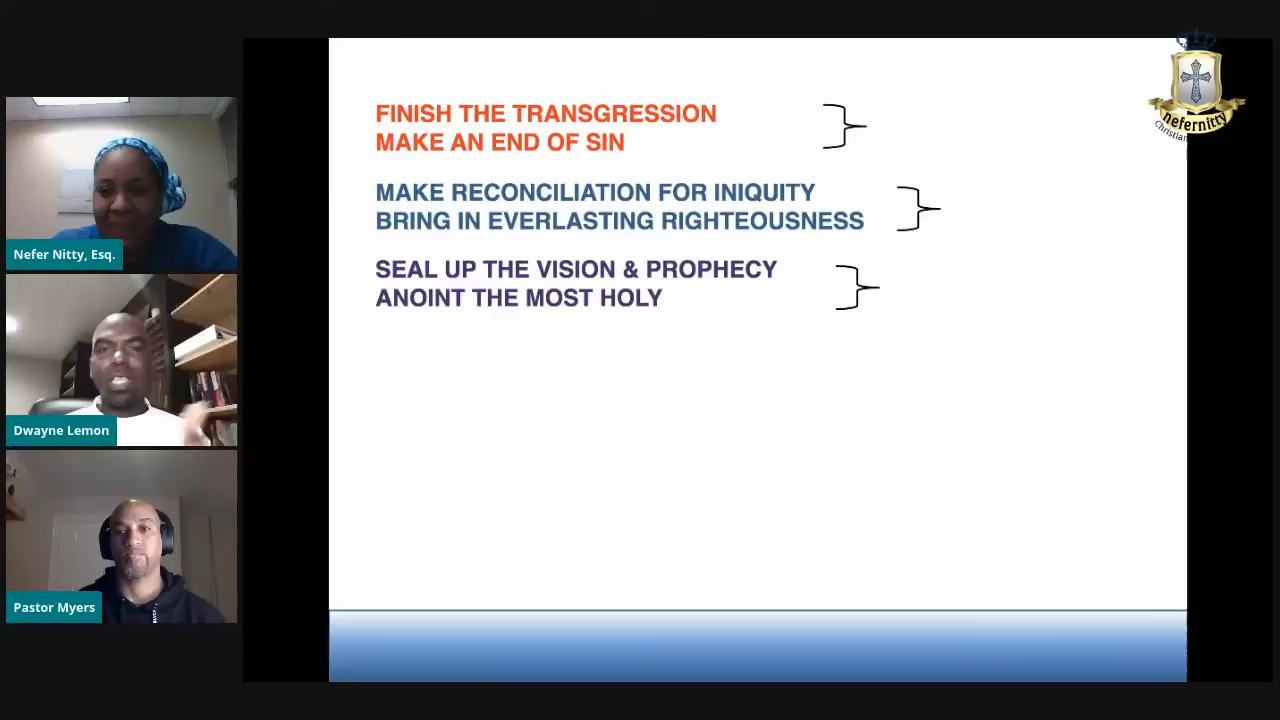 FINISH THE TRANSGRESSION
MAKE AN END OF SIN
MAKE RECONCILIATION FOR INIQUITY
BRING IN EVERLASTING RIGHTEOUSNESS
SEAL UP THE VISION & PROPHECY
ANOINT THE MOST HOLY
nefernitty
Christian
Nefer Nitty, Esq.
Dwayne Lemon
Pastor Myers